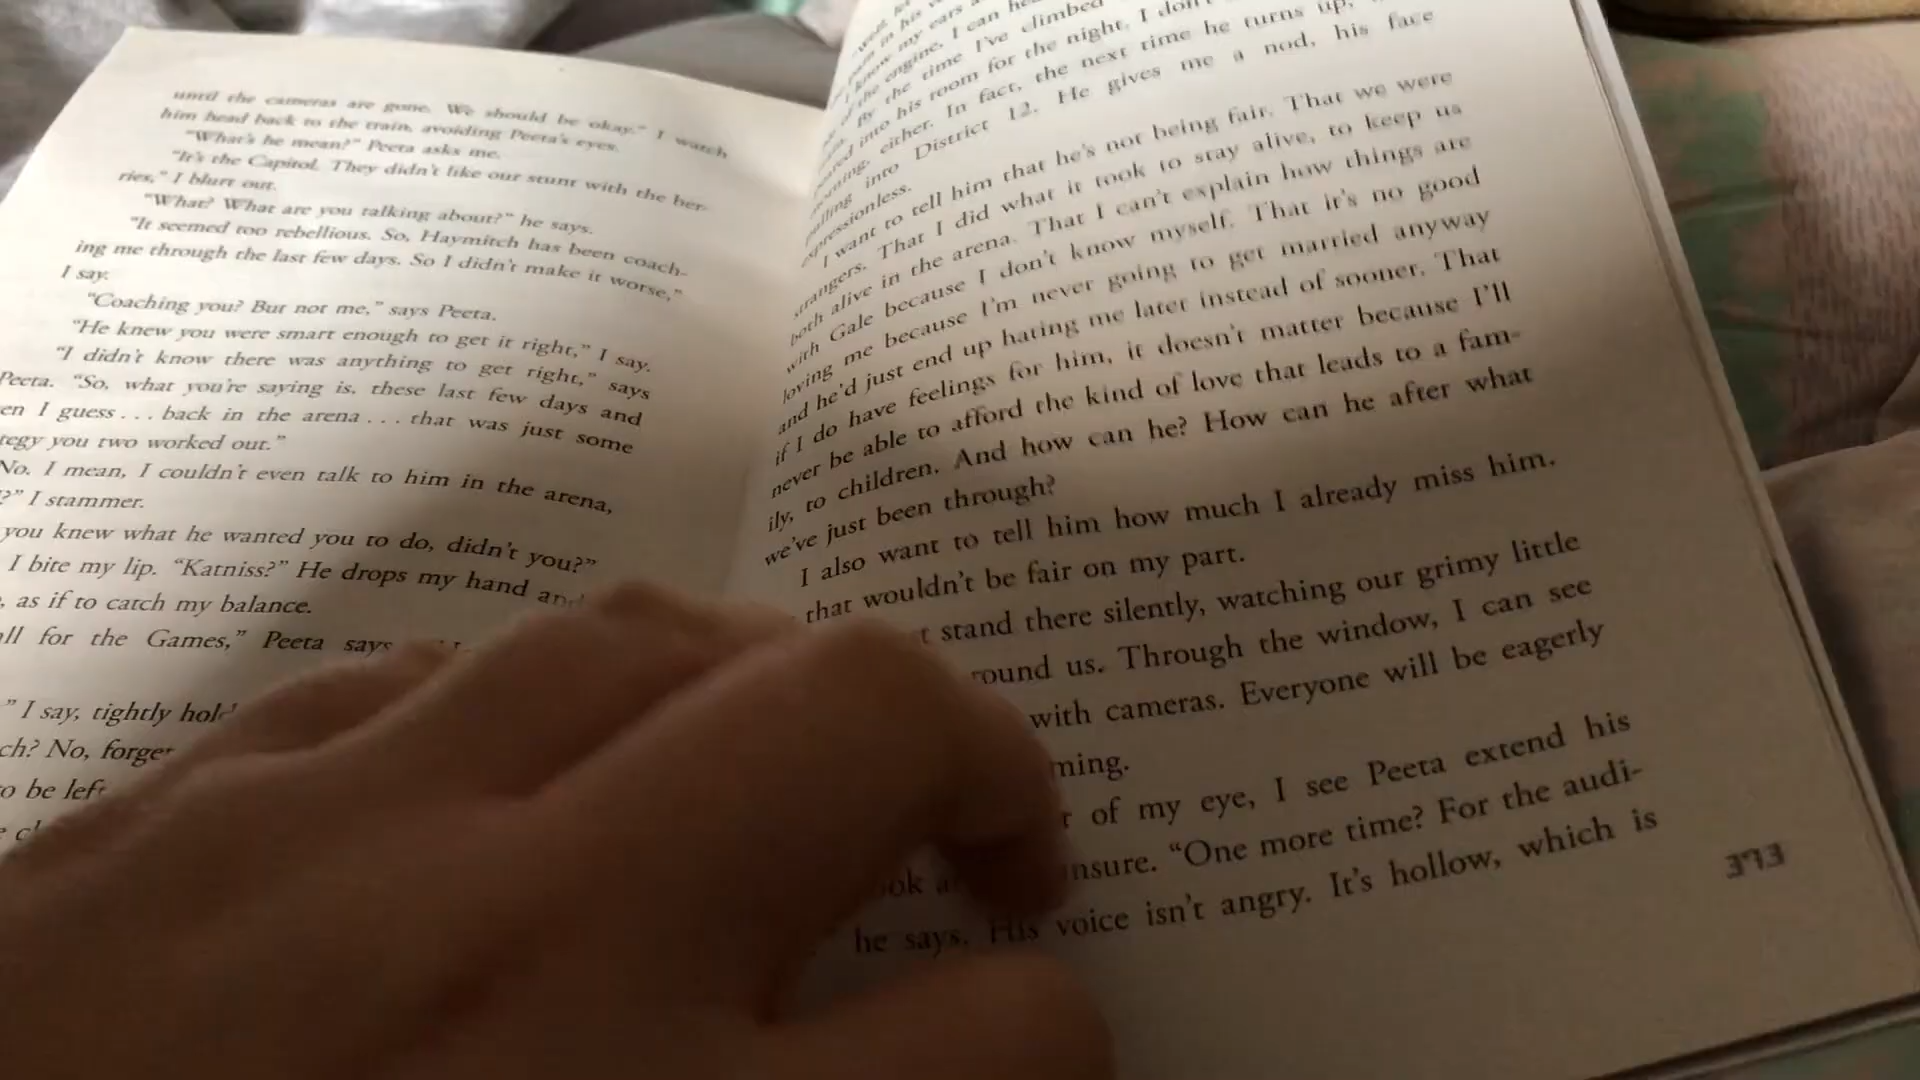 until the cameras are gone. We should be okay." I watch
him head back to the train, avoiding Peeta's eyes.
"What's he mean?" Peeta asks me.
"It's the Capitol. They didn't like our stunt with the ber-
ries," I blurt out.
"What? What are you talking about?" he says.
"It seemed too rebellious. So, Haymitch has been coach-
ing me through the last few days. So I didn't make it worse,"
I say.
"Coaching you? But not me," says Peeta.
"He knew you were smart enough to get it right," I say.
"I didn't know there was anything to get right," says
Peeta. "So, what you're saying is, these last few days and
en I guess . . . back in the arena . . . that was just some
tegy you two worked out."
No. I mean, I couldn't even talk to him in the arena,
?" I stammer.
you knew what he wanted you to do, didn't you?"
I bite my lip. "Katniss?" He drops my hand and
, as if to catch my balance.
all for the Games," Peeta says
" I say, tightly hol
ch? No, forget
to be left
in his
know my ears
the engine, I can
By the time I've climbed
into his room for the night. I don't
either. In fact, the next time he turns up,
into District 12. He gives me a nod, his face
expressionless.
I want to tell him that he's not being fair. That we were
strangers. That I did what it took to stay alive, to keep us
both alive in the arena. That I can't explain how things are
with Gale because I don't know myself. That it's no good
loving me because I'm never going to get married anyway
and he'd just end up hating me later instead of sooner. That
if I do have feelings for him, it doesn't matter because I'll
never be able to afford the kind of love that leads to a fam-
ily, to children. And how can he? How can he after what
we've just been through?
I also want to tell him how much I already miss him.
that wouldn't be fair on my part.
t stand there silently, watching our grimy little
round us. Through the window, I can see
with cameras. Everyone will be eagerly
ming.
r of my eye, I see Peeta extend his
ook a nsure. "One more time? For the audi-
he says. His voice isn't angry. It's hollow, which is
373